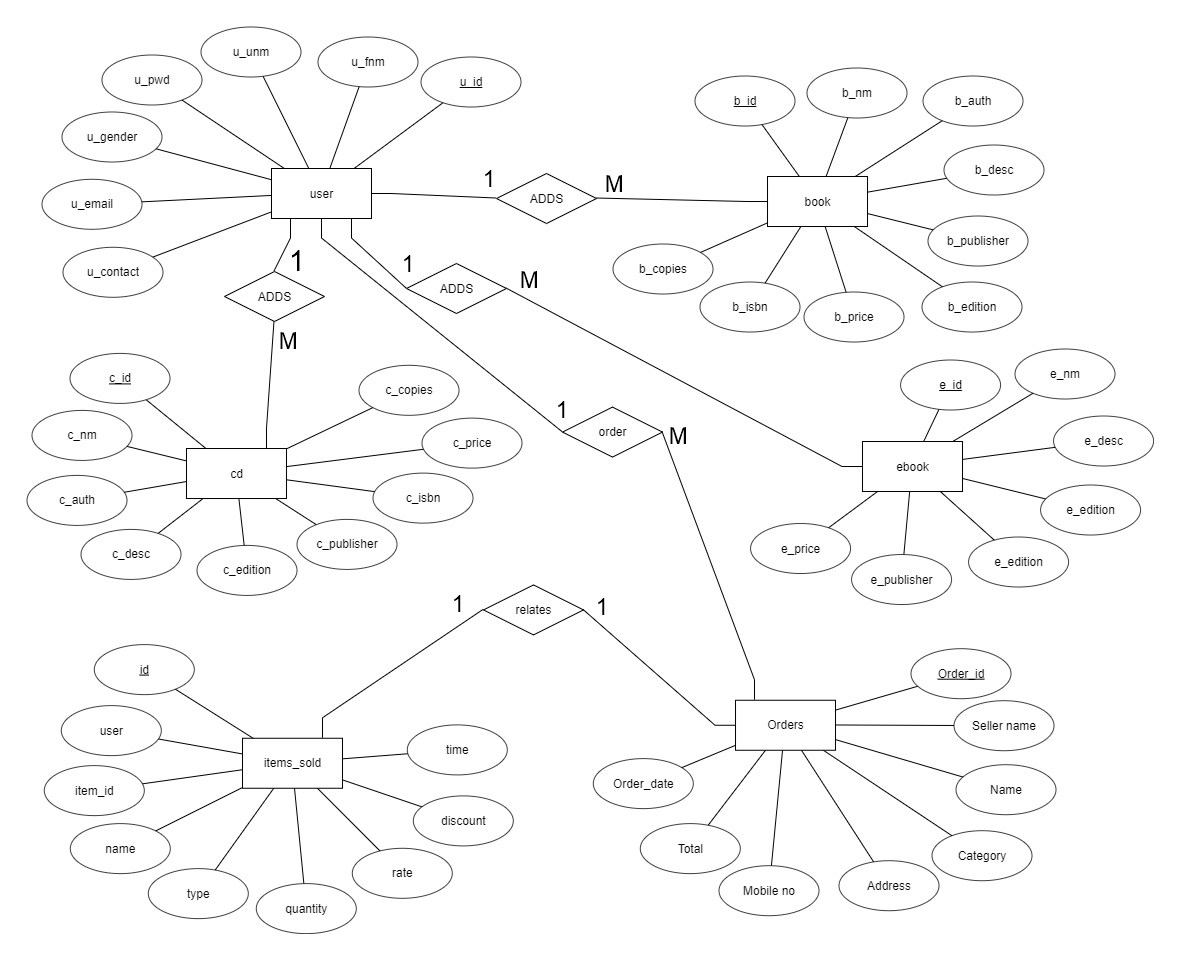 u_unm
u_fnm
u_pwd
u_id
u_gender
u_email
u_contact
user
1
ADDS
M
b_id
b_nm
b_auth
b_desc
b_publisher
b_edition
b_price
b_isbn
b_copies
book
1
ADDS
M
1
ADDS
M
c_id
c_nm
c_auth
c_desc
c_edition
c_publisher
c_isbn
c_price
c_copies
cd
1
order
M
e_id
e_nm
e_desc
e_edition
e_edition
e_publisher
e_price
ebook
1
relates
1
id
user
item_id
name
type
quantity
rate
discount
time
items_sold
Order_id
Seller name
Name
Category
Address
Mobile no
Total
Order_date
Orders